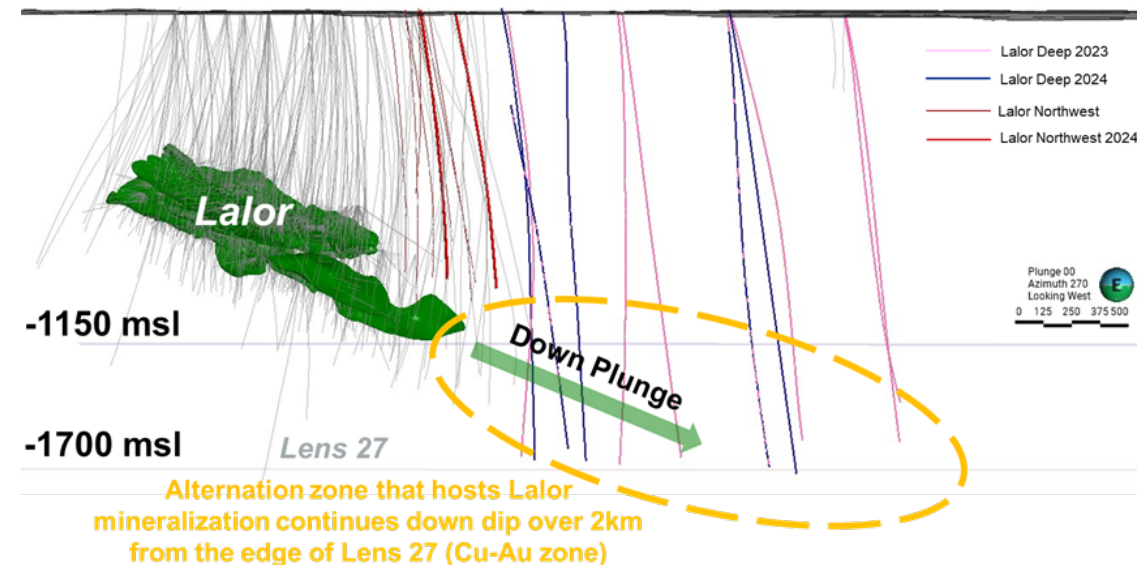 Lalor Deep 2023
Lalor Deep 2024
Lalor Northwest
Lalor Northwest 2024
Lalor
Plunge 00
Azimuth 270
Looking West
E
0 125 250 375 500
-1150 msl
Down Plunge
-1700 msl
Lens 27
Alternation zone that hosts Lalor
mineralization continues down dip over 2km
from the edge of Lens 27 (Cu-Au zone)